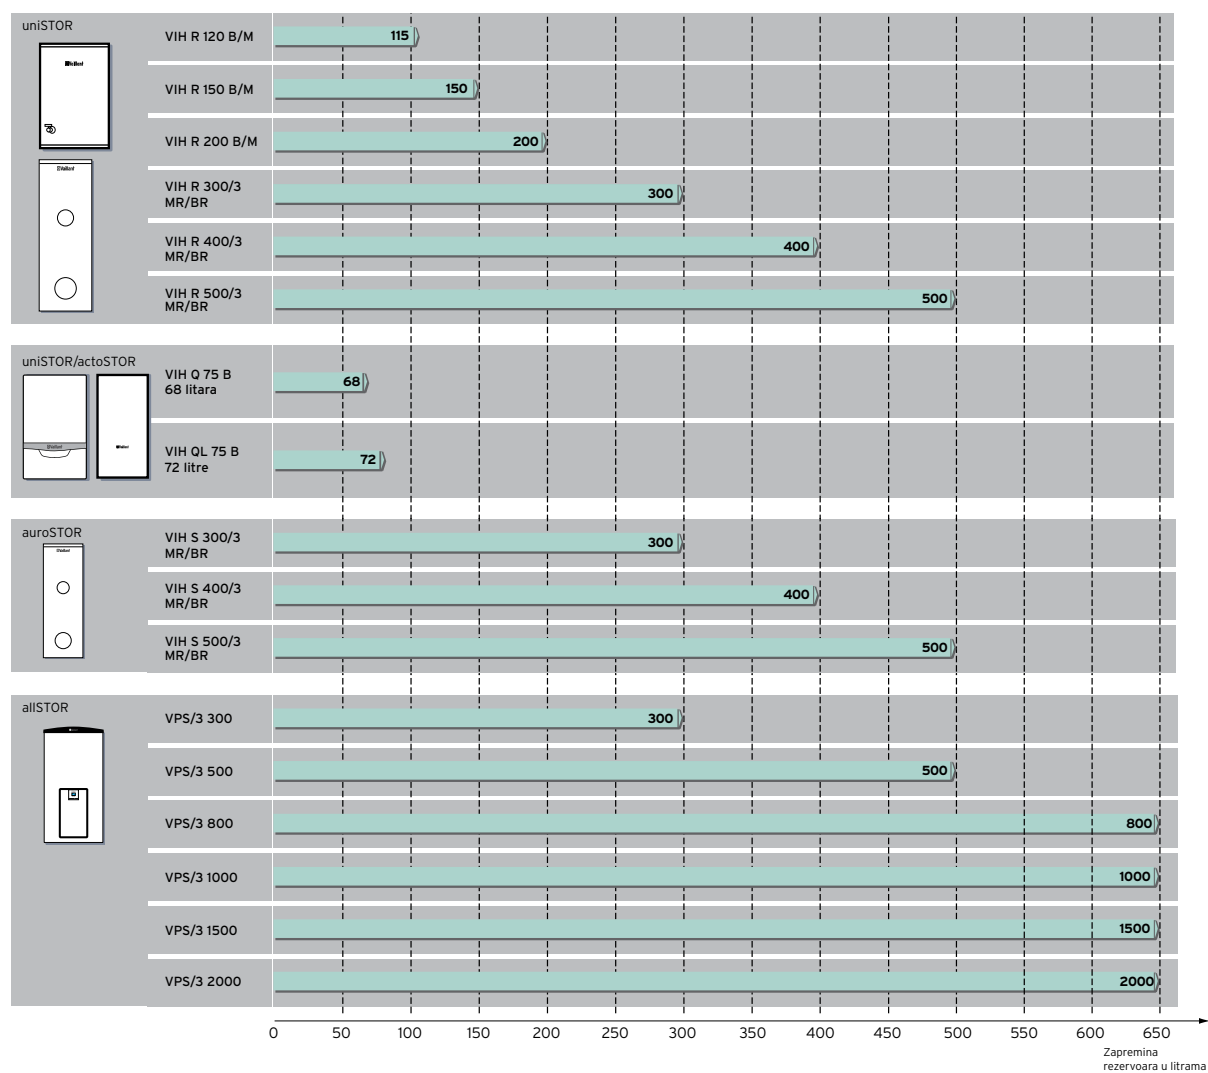 uniSTOR
Vaillant
Vaillant
VIH R 120 B/M
115
VIH R 150 B/M
150
VIH R 200 B/M
200
VIH R 300/3
MR/BR
300
VIH R 400/3
MR/BR
400
VIH R 500/3
MR/BR
500
uniSTOR/actoSTOR
Vaillant
Vaillant
VIH Q 75 B
68 litara
68
VIH QL 75 B
72 litre
72
auroSTOR
Vaillant
VIH S 300/3
MR/BR
300
VIH S 400/3
MR/BR
400
VIH S 500/3
MR/BR
500
allSTOR
VPS/3 300
300
VPS/3 500
500
VPS/3 800
800
VPS/3 1000
1000
VPS/3 1500
1500
VPS/3 2000
2000
0 50 100 150 200 250 300 350 400 450 500 550 600 650
Zapremina
rezervoara u litrama